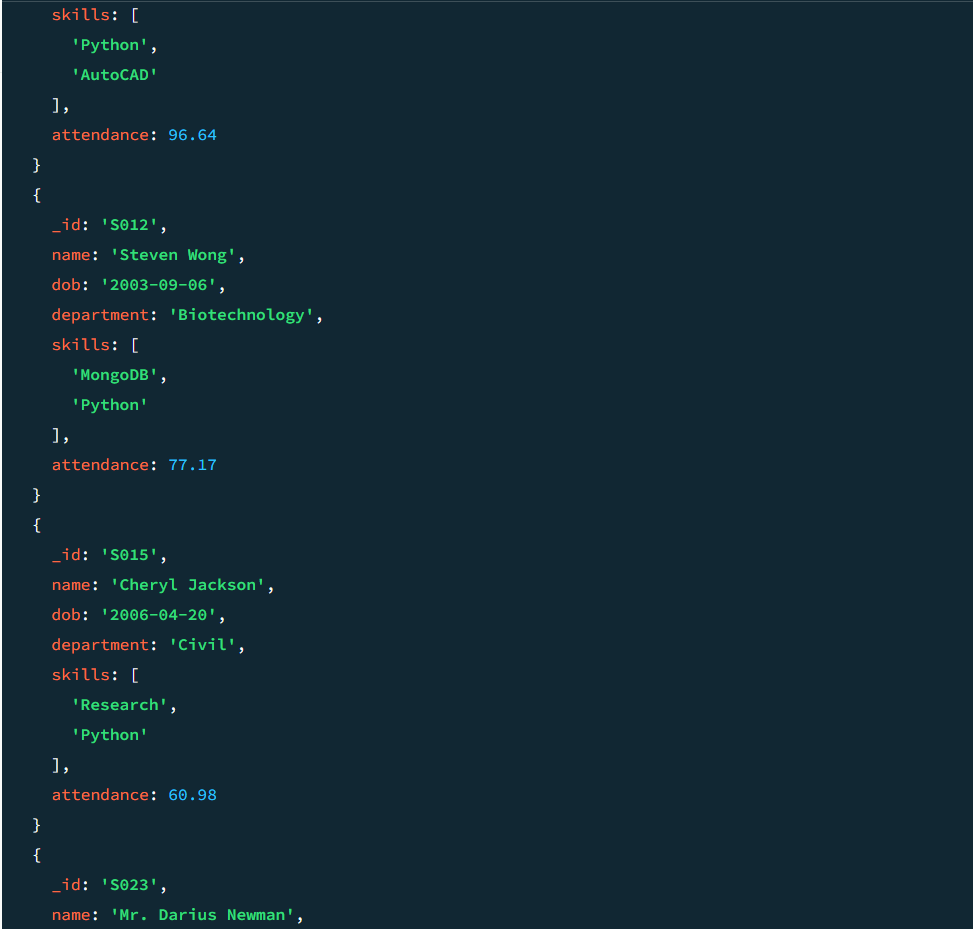 skills: [
'Python',
'AutoCAD'
],
attendance: 96.64
}
{
_id: 'S012',
name: 'Steven Wong',
dob: '2003-09-06',
department: 'Biotechnology',
skills: [
'MongoDB',
'Python'
],
attendance: 77.17
}
{
_id: 'S015',
name: 'Cheryl Jackson',
dob: '2006-04-20',
department: 'Civil',
skills: [
'Research',
'Python'
],
attendance: 60.98
}
{
_id: 'S023',
name: 'Mr. Darius Newman',